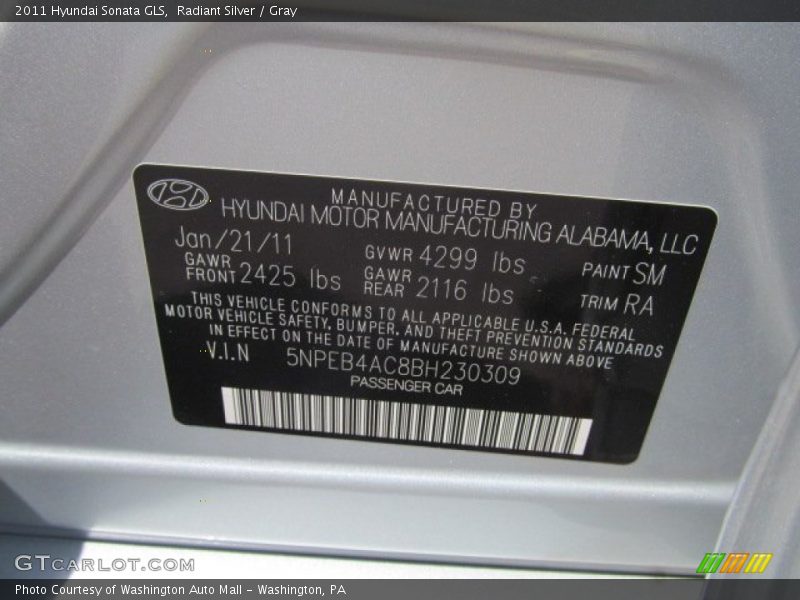 2011 Hyundai Sonata GLS,  Radiant Silver / Gray
MANUFACTURED BY
HYUNDAI MOTOR MANUFACTURING ALABAMA, LLC
Jan/21/11 GVWR 4299 lbs PAINT SM
GAWR FRONT 2425 lbs GAWR REAR 2116 lbs TRIM RA
THIS VEHICLE CONFORMS TO ALL APPLICABLE U.S.A. FEDERAL
MOTOR VEHICLE SAFETY, BUMPER, AND THEFT PREVENTION STANDARDS
IN EFFECT ON THE DATE OF MANUFACTURE SHOWN ABOVE
V.I.N 5NPEB4AC8BH230309
PASSENGER CAR
GTCARLOT.COM
Photo Courtesy of Washington Auto Mall - Washington, PA